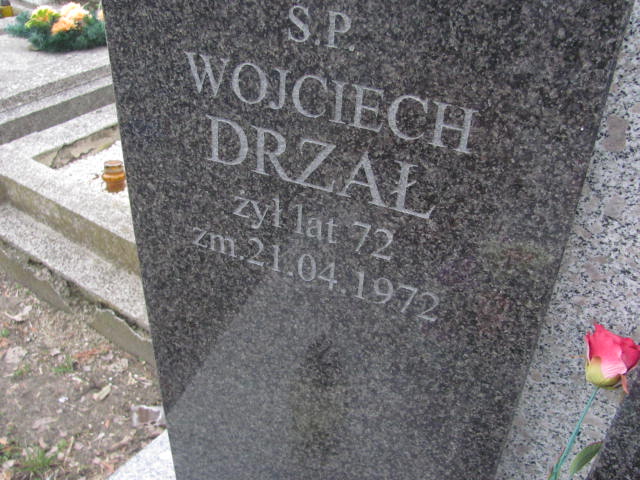 S.P.
WOJCIECH
DRZAŁ
żył lat 72
zm.21.04.1972